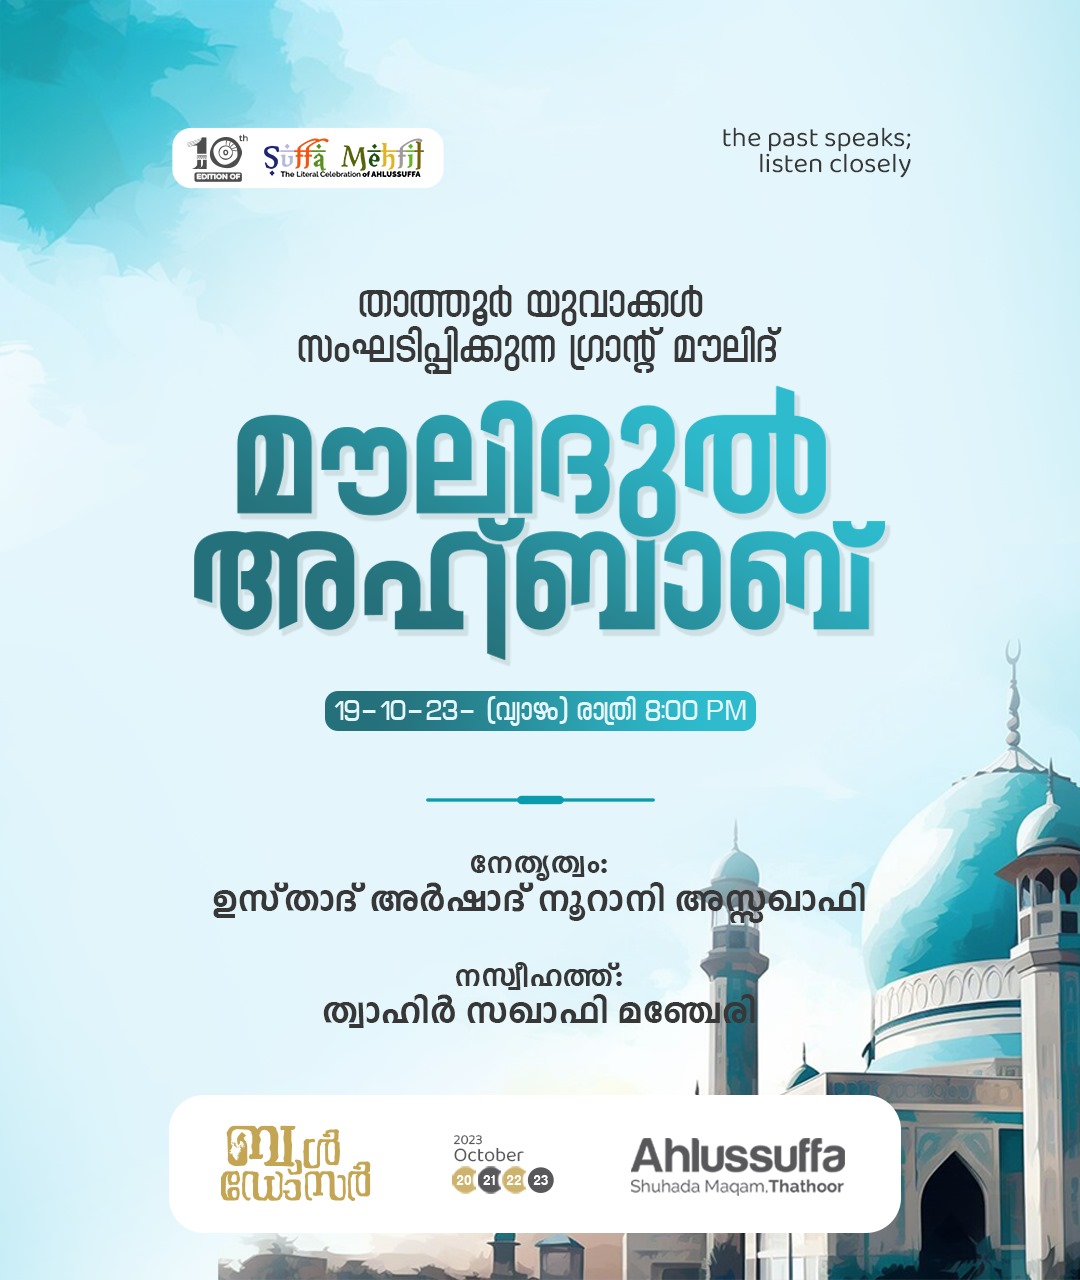 10th
EDITION OF
Suffa Mehfil
The Literal Celebration of AHLUSSUFFA
the past speaks;
listen closely
താത്തൂർ യുവാക്കൾ
സംഘടിപ്പിക്കുന്ന ഗ്രാന്റ് മൗലിദ്
മൗലിദുൽ
അഹ്ബാബ്
19-10-23- (വ്യാഴം) രാത്രി 8:00 PM
നേതൃത്വം:
ഉസ്താദ് അർഷാദ് നൂറാനി അസ്സഖാഫി
നസ്വീഹത്ത്:
ത്വാഹിർ സഖാഫി മഞ്ചേരി
ബുൾ
ഡോസർ
2023
October
20 21 22 23
Ahlussuffa
Shuhada Maqam,Thathoor